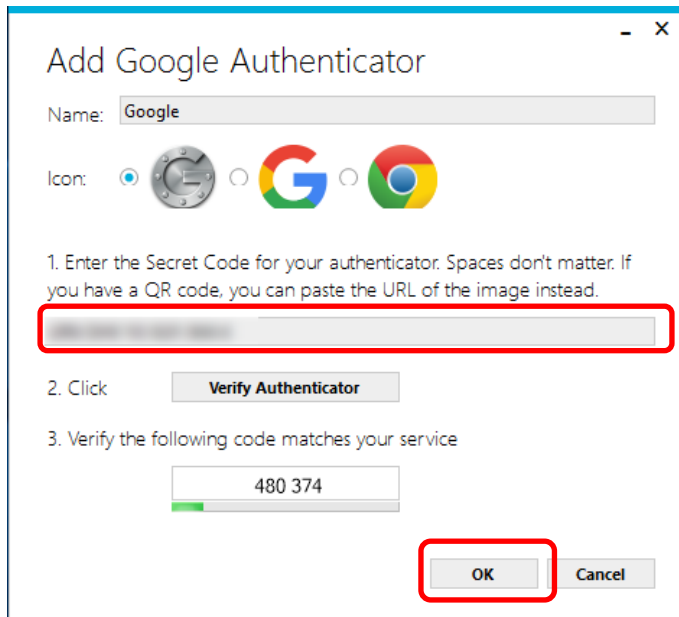 Add Google Authenticator
Name: Google
Icon:
1. Enter the Secret Code for your authenticator. Spaces don't matter. If
you have a QR code, you can paste the URL of the image instead.
2. Click Verify Authenticator
3. Verify the following code matches your service
480 374
OK Cancel